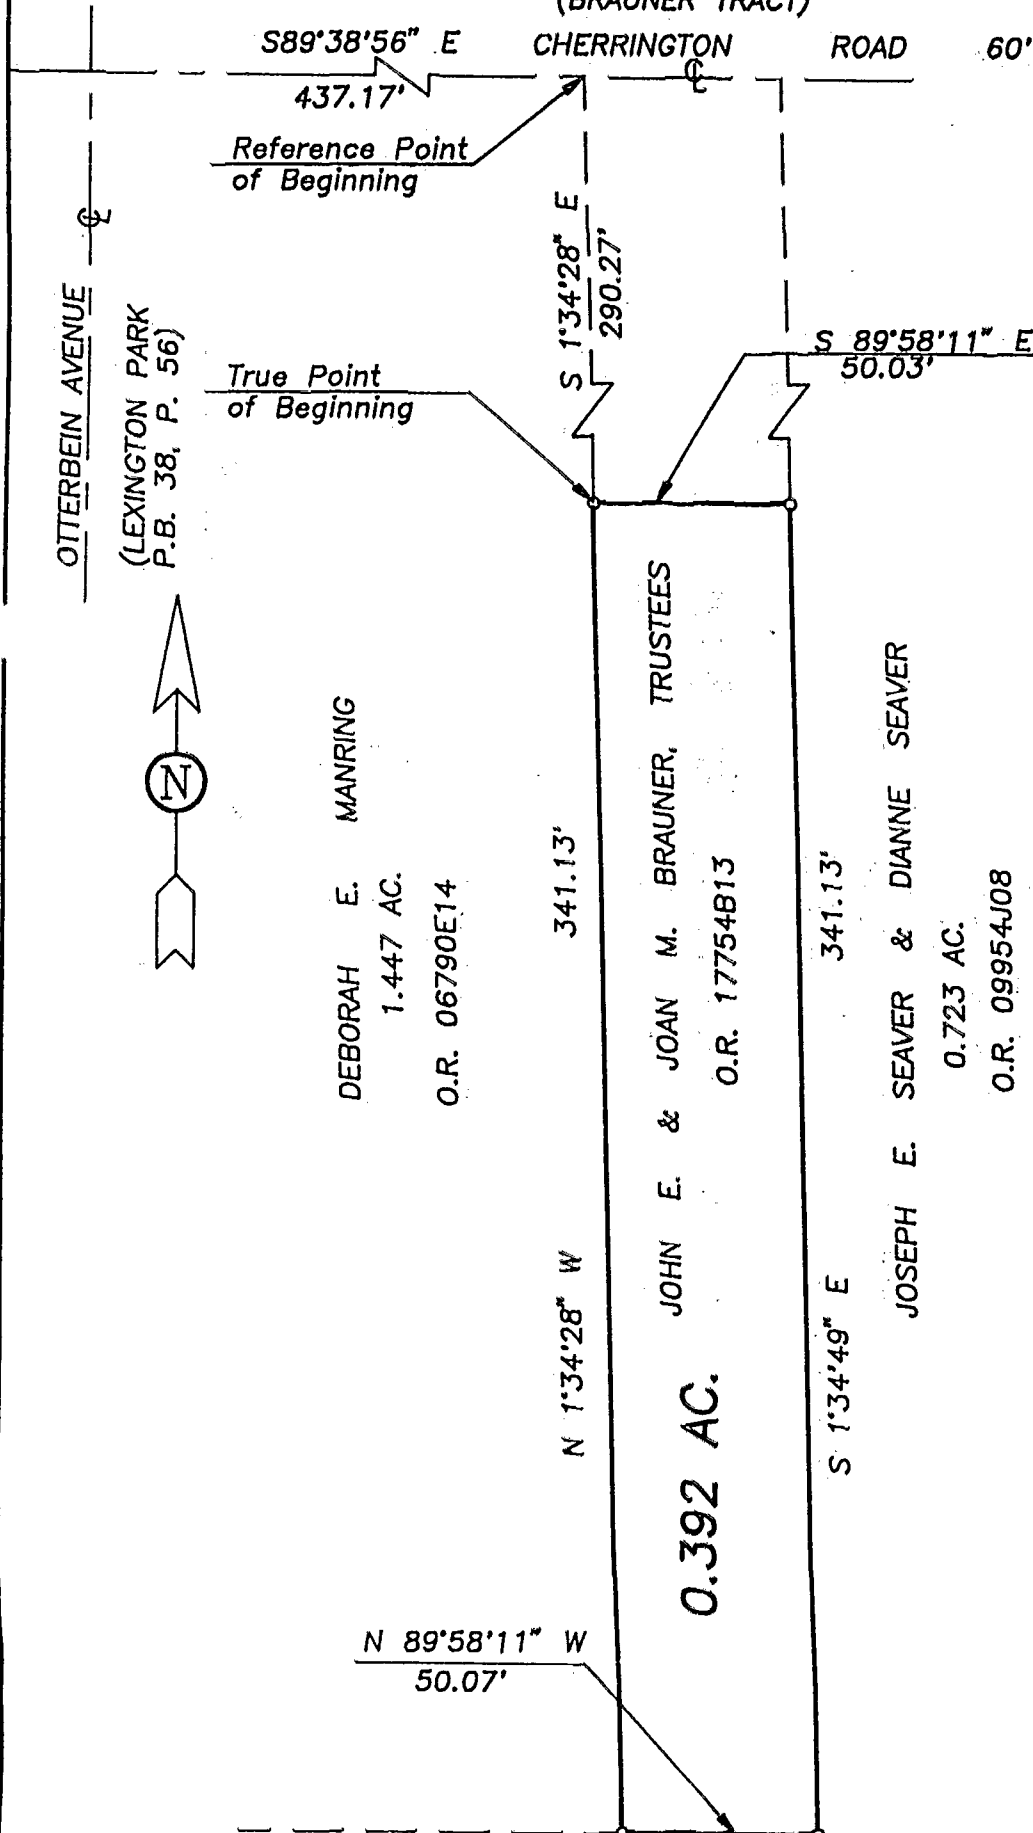 (BRAUNER TRACT)
S89°38'56" E
CHERRINGTON ROAD 60'
℄
437.17'
Reference Point
of Beginning
℄
S 1°34'28" E
290.27'
OTTERBEIN AVENUE
(LEXINGTON PARK
P.B. 38, P. 56)
S 89°58'11" E
50.03'
True Point
of Beginning
N
DEBORAH E. MANRING
1.447 AC.
O.R. 06790E14
341.13'
N 1°34'28" W
JOHN E. & JOAN M. BRAUNER, TRUSTEES
O.R. 17754B13
0.392 AC.
341.13'
S 1°34'49" E
JOSEPH E. SEAVER & DIANNE SEAVER
0.723 AC.
O.R. 09954J08
N 89°58'11" W
50.07'